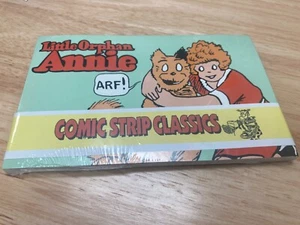 Little Orphan
Annie
ARF!
COMIC STRIP CLASSICS